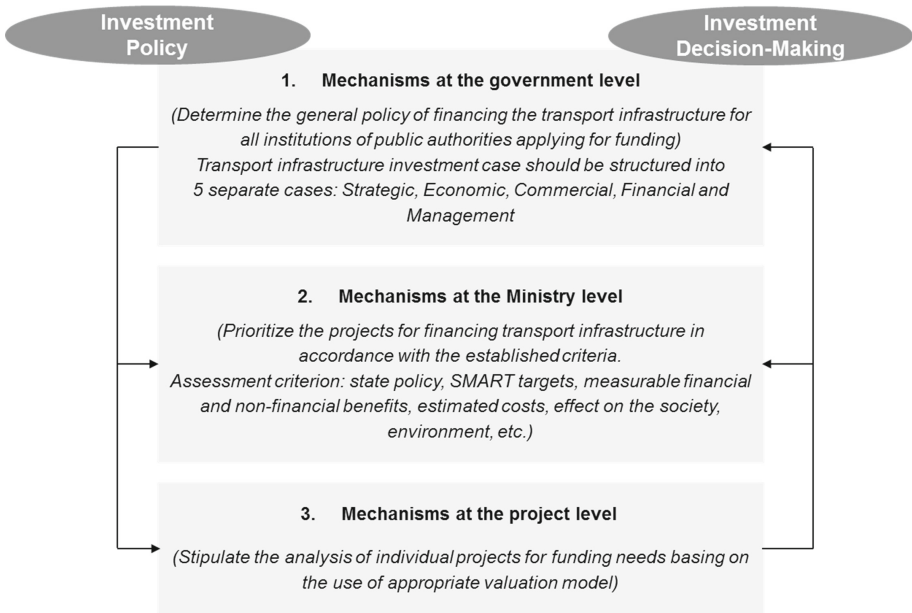 Investment
Policy
Investment
Decision-Making
1. Mechanisms at the government level
(Determine the general policy of financing the transport infrastructure for
all institutions of public authorities applying for funding)
Transport infrastructure investment case should be structured into
5 separate cases: Strategic, Economic, Commercial, Financial and
Management
2. Mechanisms at the Ministry level
(Prioritize the projects for financing transport infrastructure in
accordance with the established criteria.
Assessment criterion: state policy, SMART targets, measurable financial
and non-financial benefits, estimated costs, effect on the society,
environment, etc.)
3. Mechanisms at the project level
(Stipulate the analysis of individual projects for funding needs basing on
the use of appropriate valuation model)